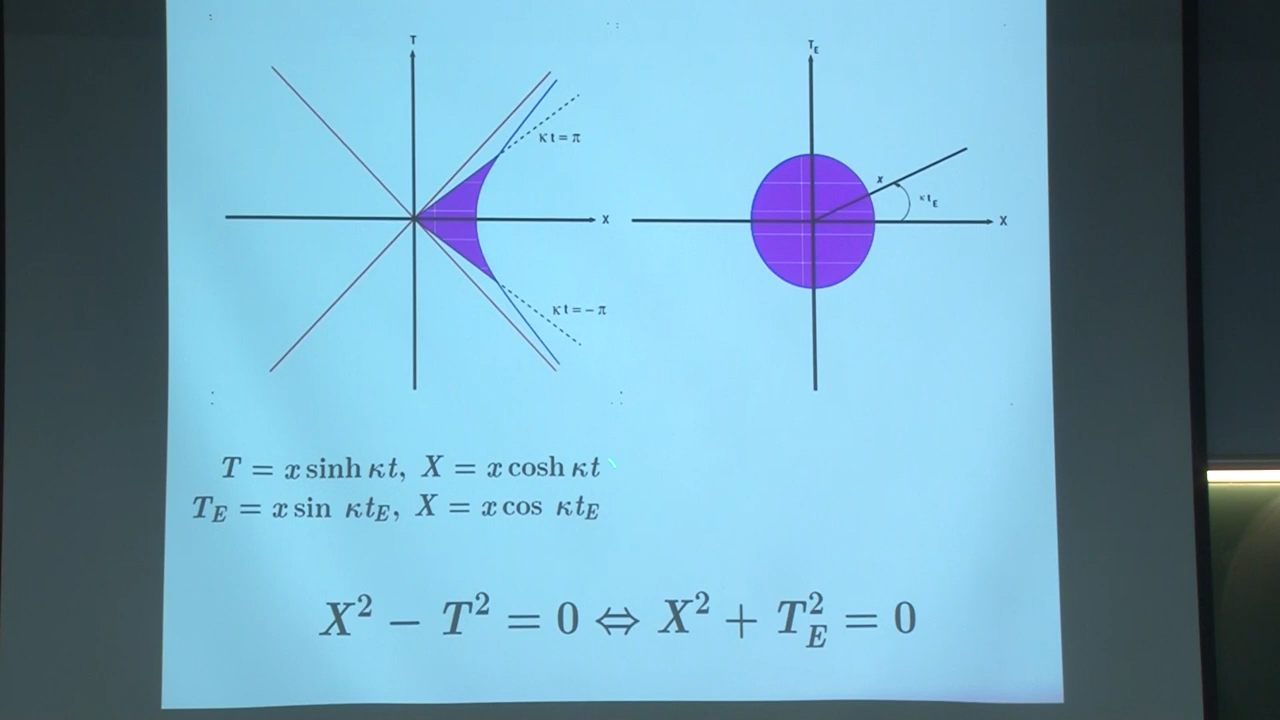 T
κt = π
X
κt = − π
T_E
x
κt_E
X
T = x sinh κt, X = x cosh κt
T_E = x sin κt_E, X = x cos κt_E
X² − T² = 0 ⇔ X² + T_E² = 0